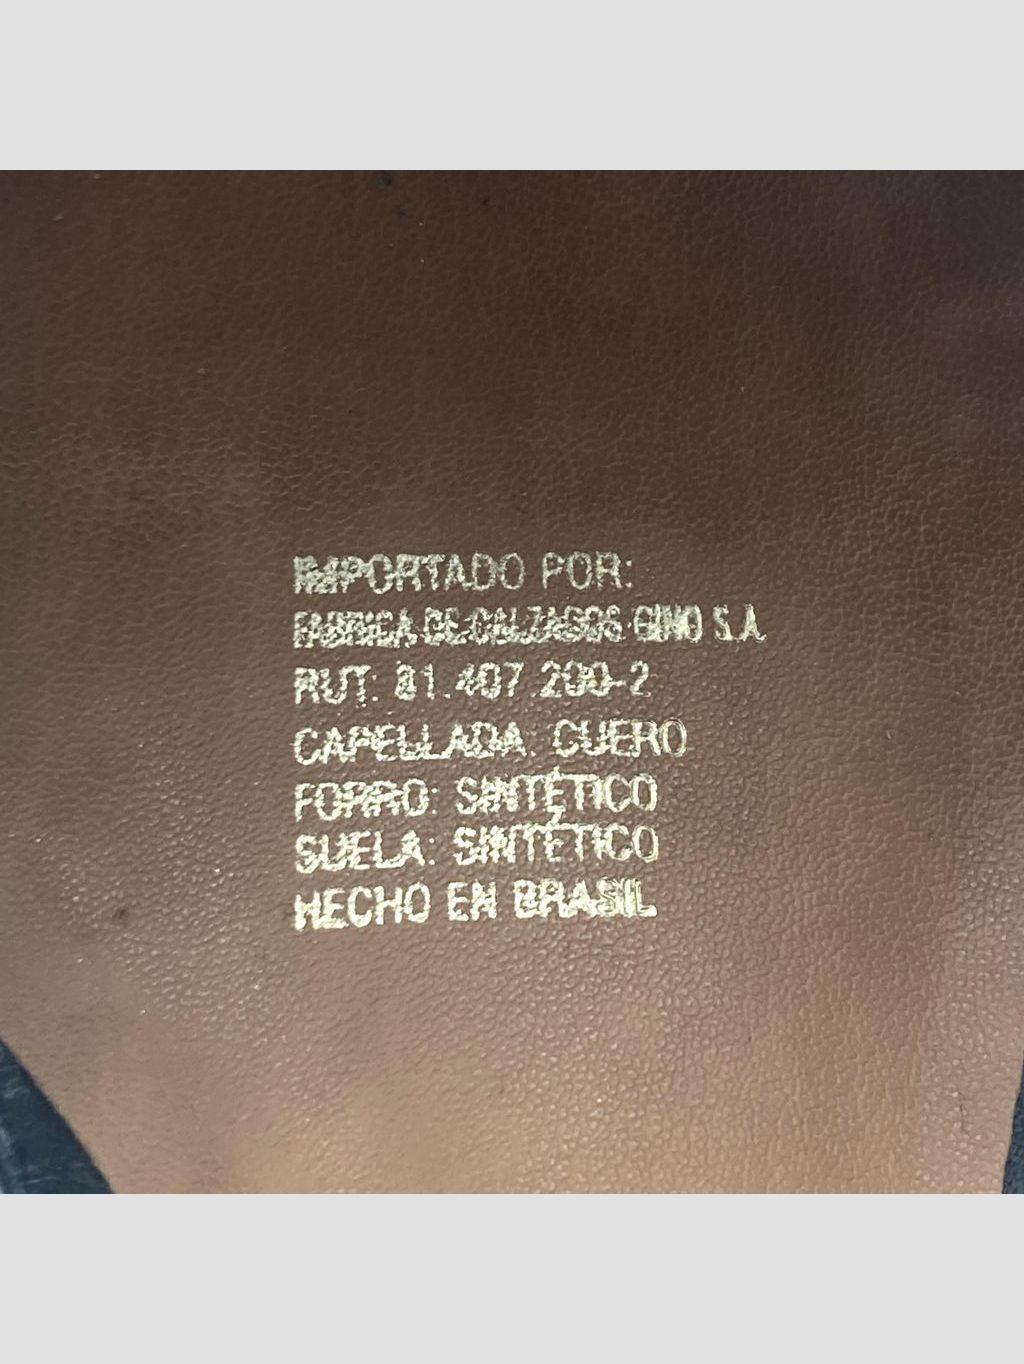 IMPORTADO POR:
FABRICA DE CALZADOS GINO S.A.
RUT: 81.407.200-2
CAPELLADA: CUERO
FORRO: SINTÉTICO
SUELA: SINTÉTICO
HECHO EN BRASIL